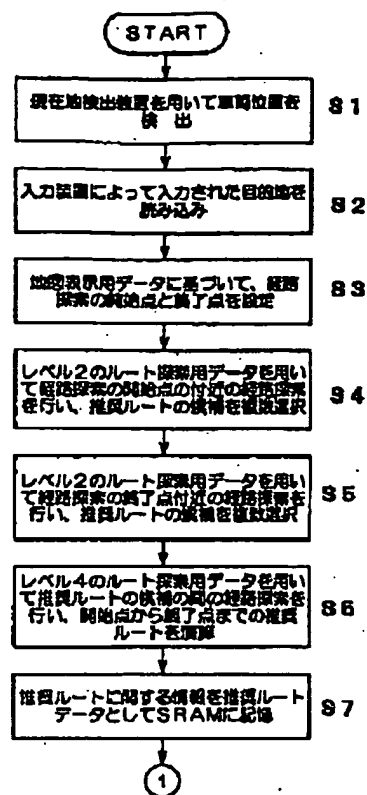 START
現在地検出装置を用いて車両位置を
検出
S1
入力装置によって入力された目的地を
読み込み
S2
地図表示用データに基づいて、経路
探索の開始点と終了点を設定
S3
レベル2のルート探索用データを用い
て経路探索の開始点の付近の経路探索
を行い、推奨ルートの候補を複数選択
S4
レベル2のルート探索用データを用い
て経路探索の終了点付近の経路探索を
行い、推奨ルートの候補を複数選択
S5
レベル4のルート探索用データを用い
て推奨ルートの候補の間の経路探索を
行い、開始点から終了点までの推奨
ルートを演算
S6
推奨ルートに関する情報を推奨ルート
データとしてSRAMに記憶
S7
1